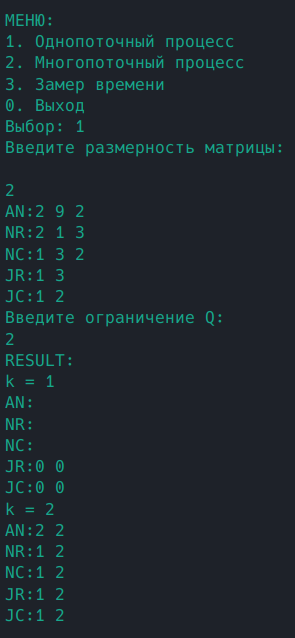 МЕНЮ:
1. Однопоточный процесс
2. Многопоточный процесс
3. Замер времени
0. Выход
Выбор: 1
Введите размерность матрицы:
2
AN:2 9 2
NR:2 1 3
NC:1 3 2
JR:1 3
JC:1 2
Введите ограничение Q:
2
RESULT:
k = 1
AN:
NR:
NC:
JR:0 0
JC:0 0
k = 2
AN:2 2
NR:1 2
NC:1 2
JR:1 2
JC:1 2